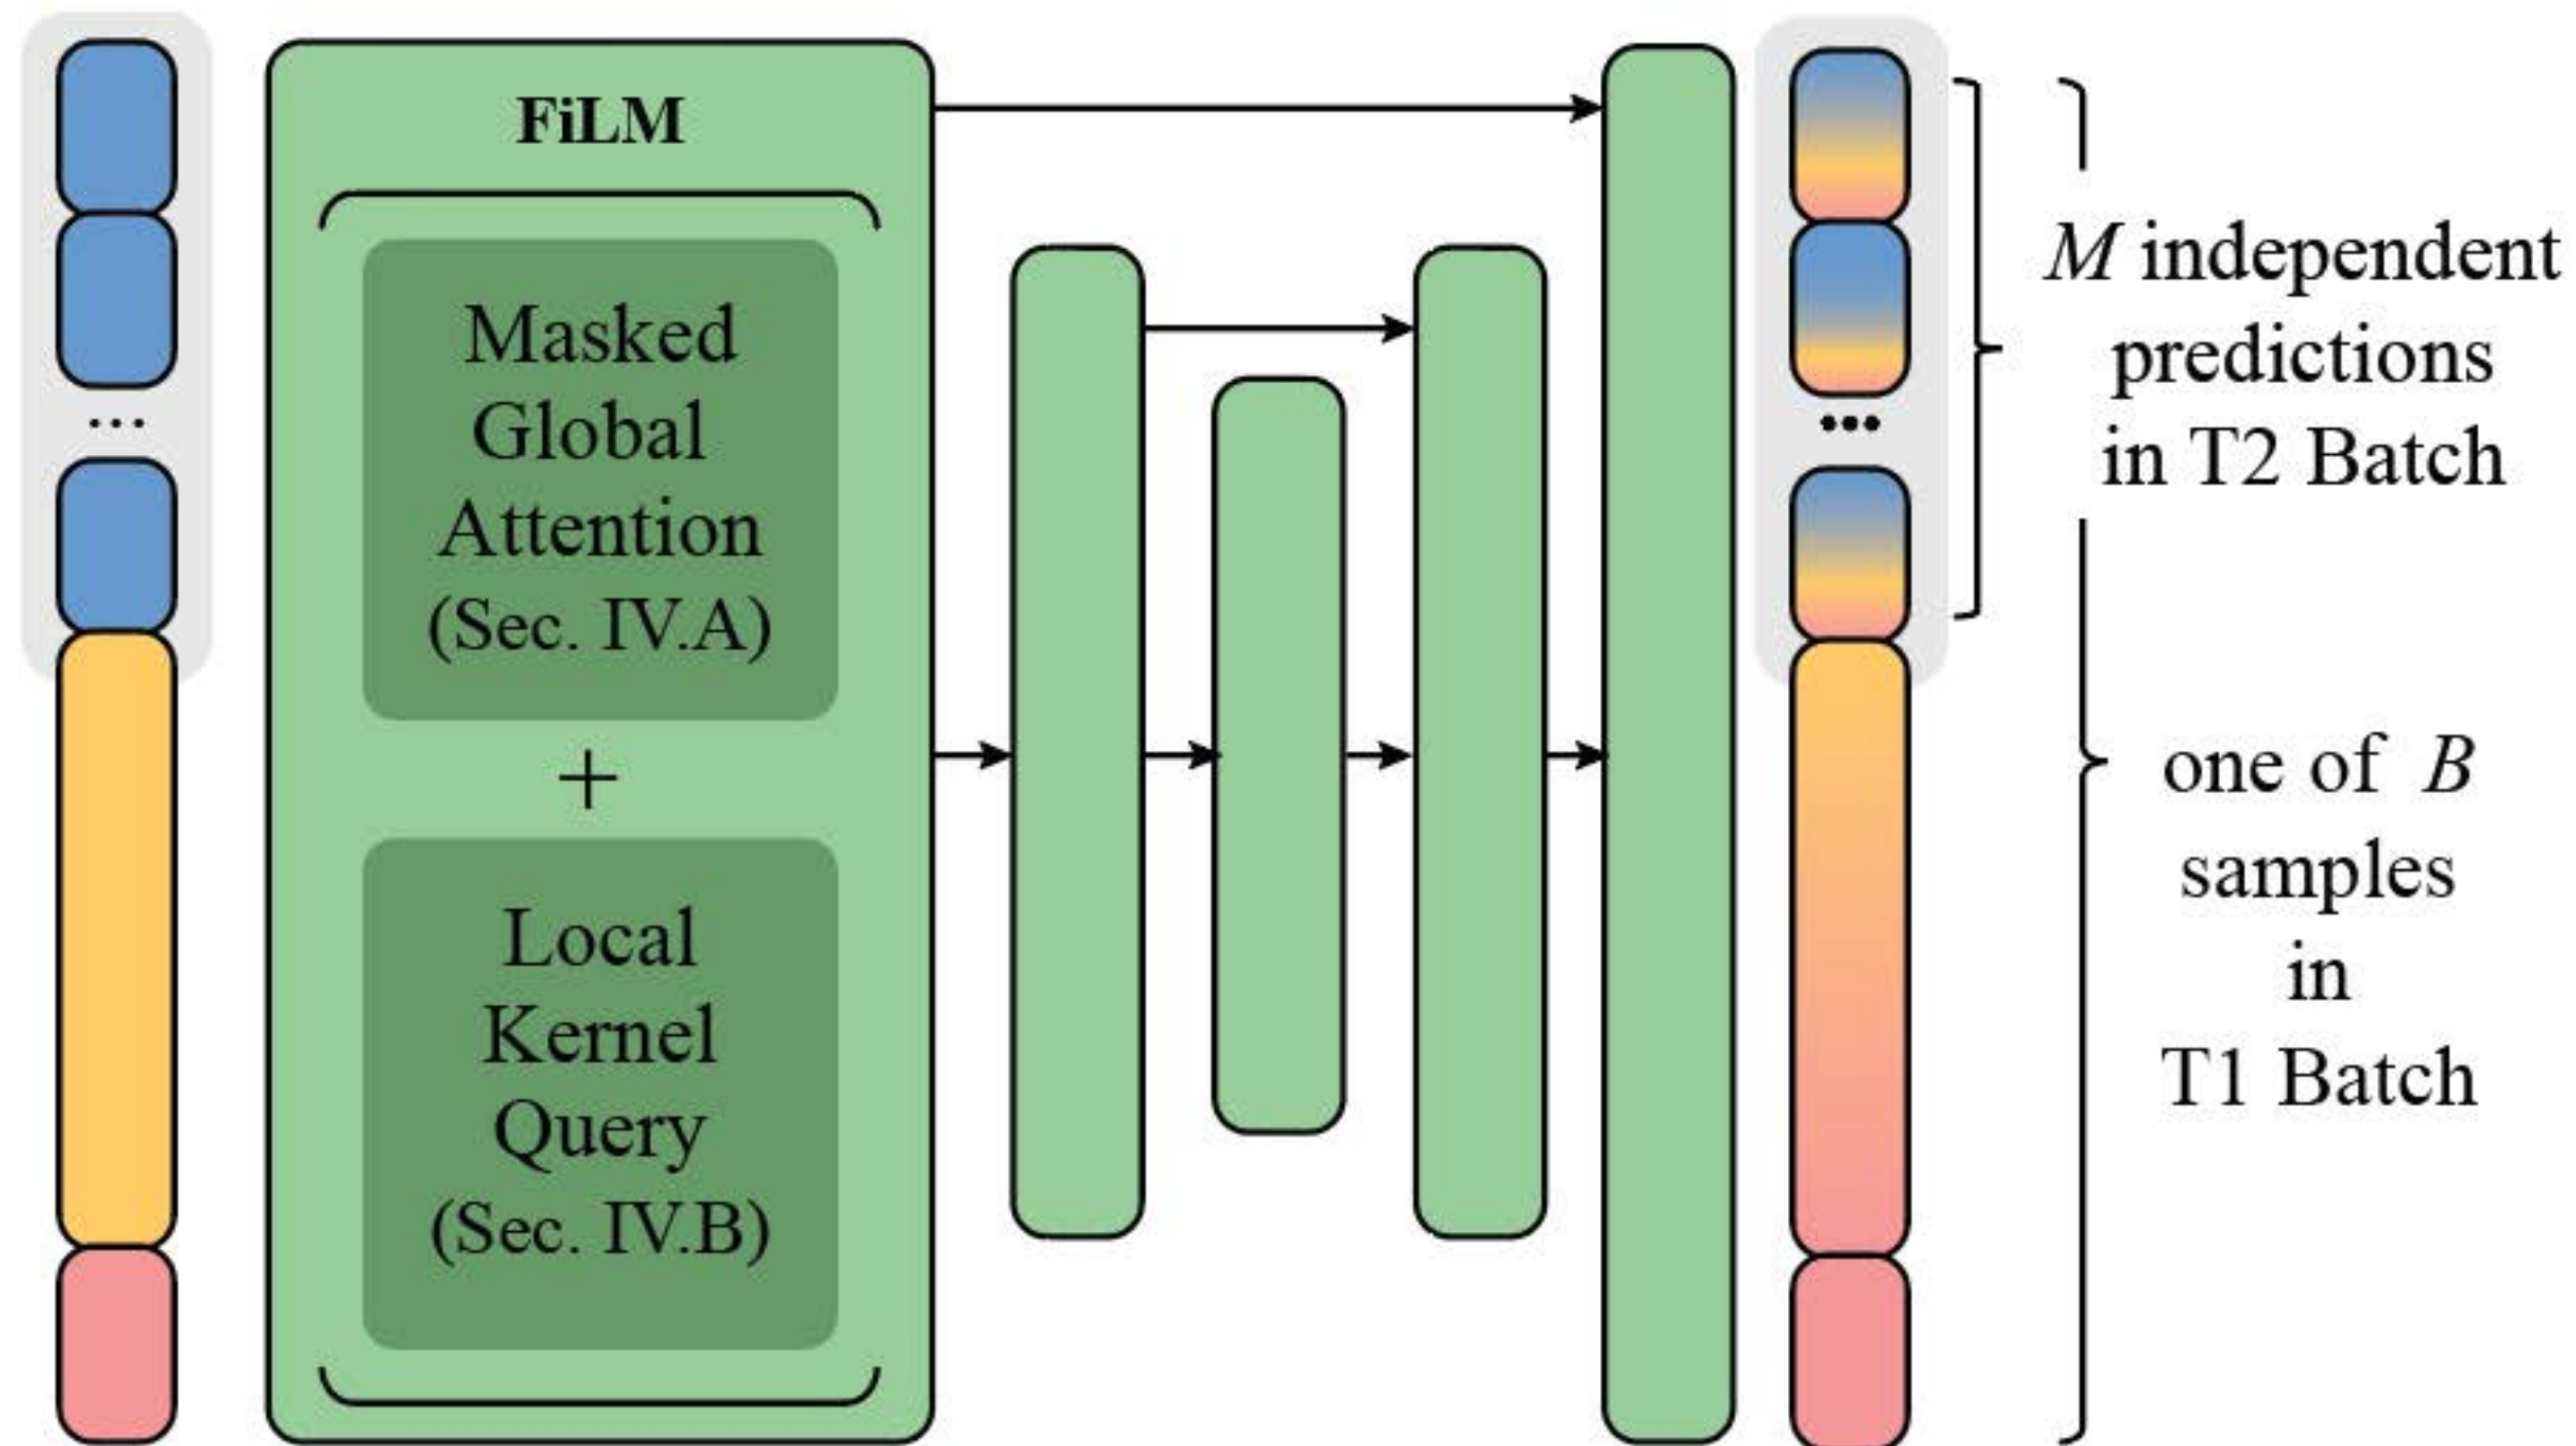 FiLM
Masked
Global
Attention
(Sec. IV.A)
+
Local
Kernel
Query
(Sec. IV.B)
...
...
M independent
predictions
in T2 Batch
one of B
samples
in
T1 Batch